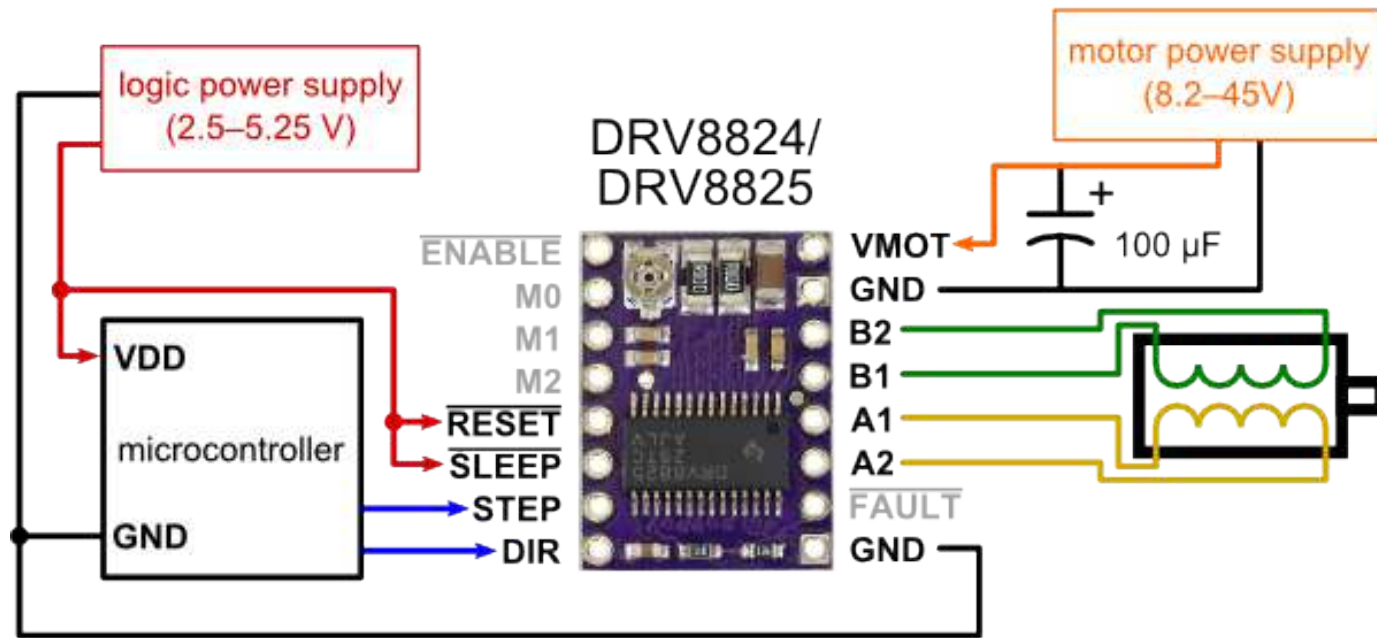 logic power supply
(2.5–5.25 V)
motor power supply
(8.2–45V)
DRV8824/
DRV8825
ENABLE
M0
M1
M2
RESET
SLEEP
STEP
DIR
VMOT
GND
B2
B1
A1
A2
FAULT
GND
+
100 µF
VDD
microcontroller
GND